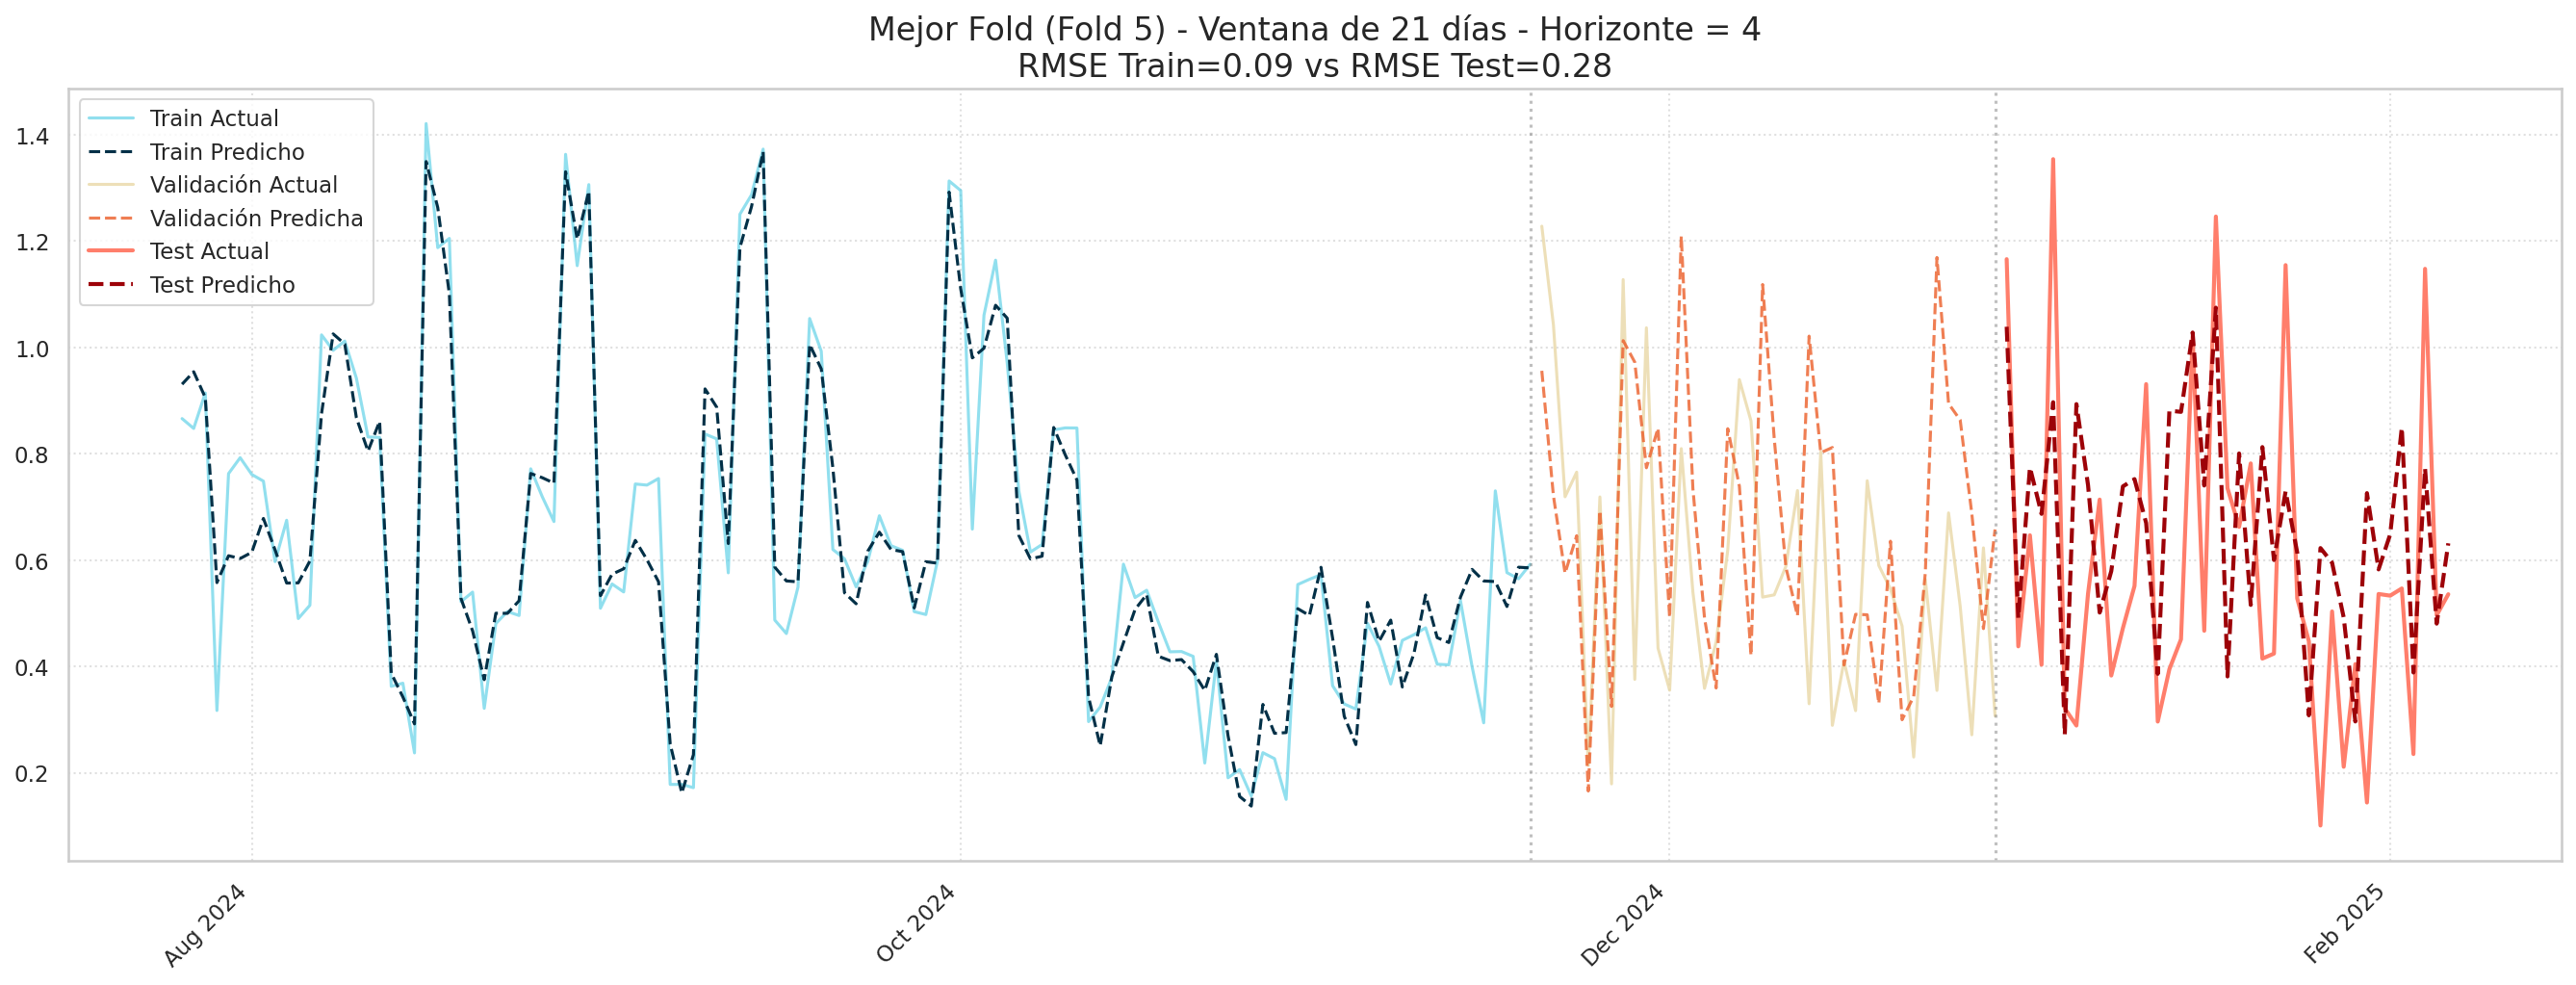 Mejor Fold (Fold 5) - Ventana de 21 días - Horizonte = 4
RMSE Train=0.09 vs RMSE Test=0.28
Train Actual
Train Predicho
Validación Actual
Validación Predicha
Test Actual
Test Predicho
1.4
1.2
1.0
0.8
0.6
0.4
0.2
Aug 2024
Oct 2024
Dec 2024
Feb 2025